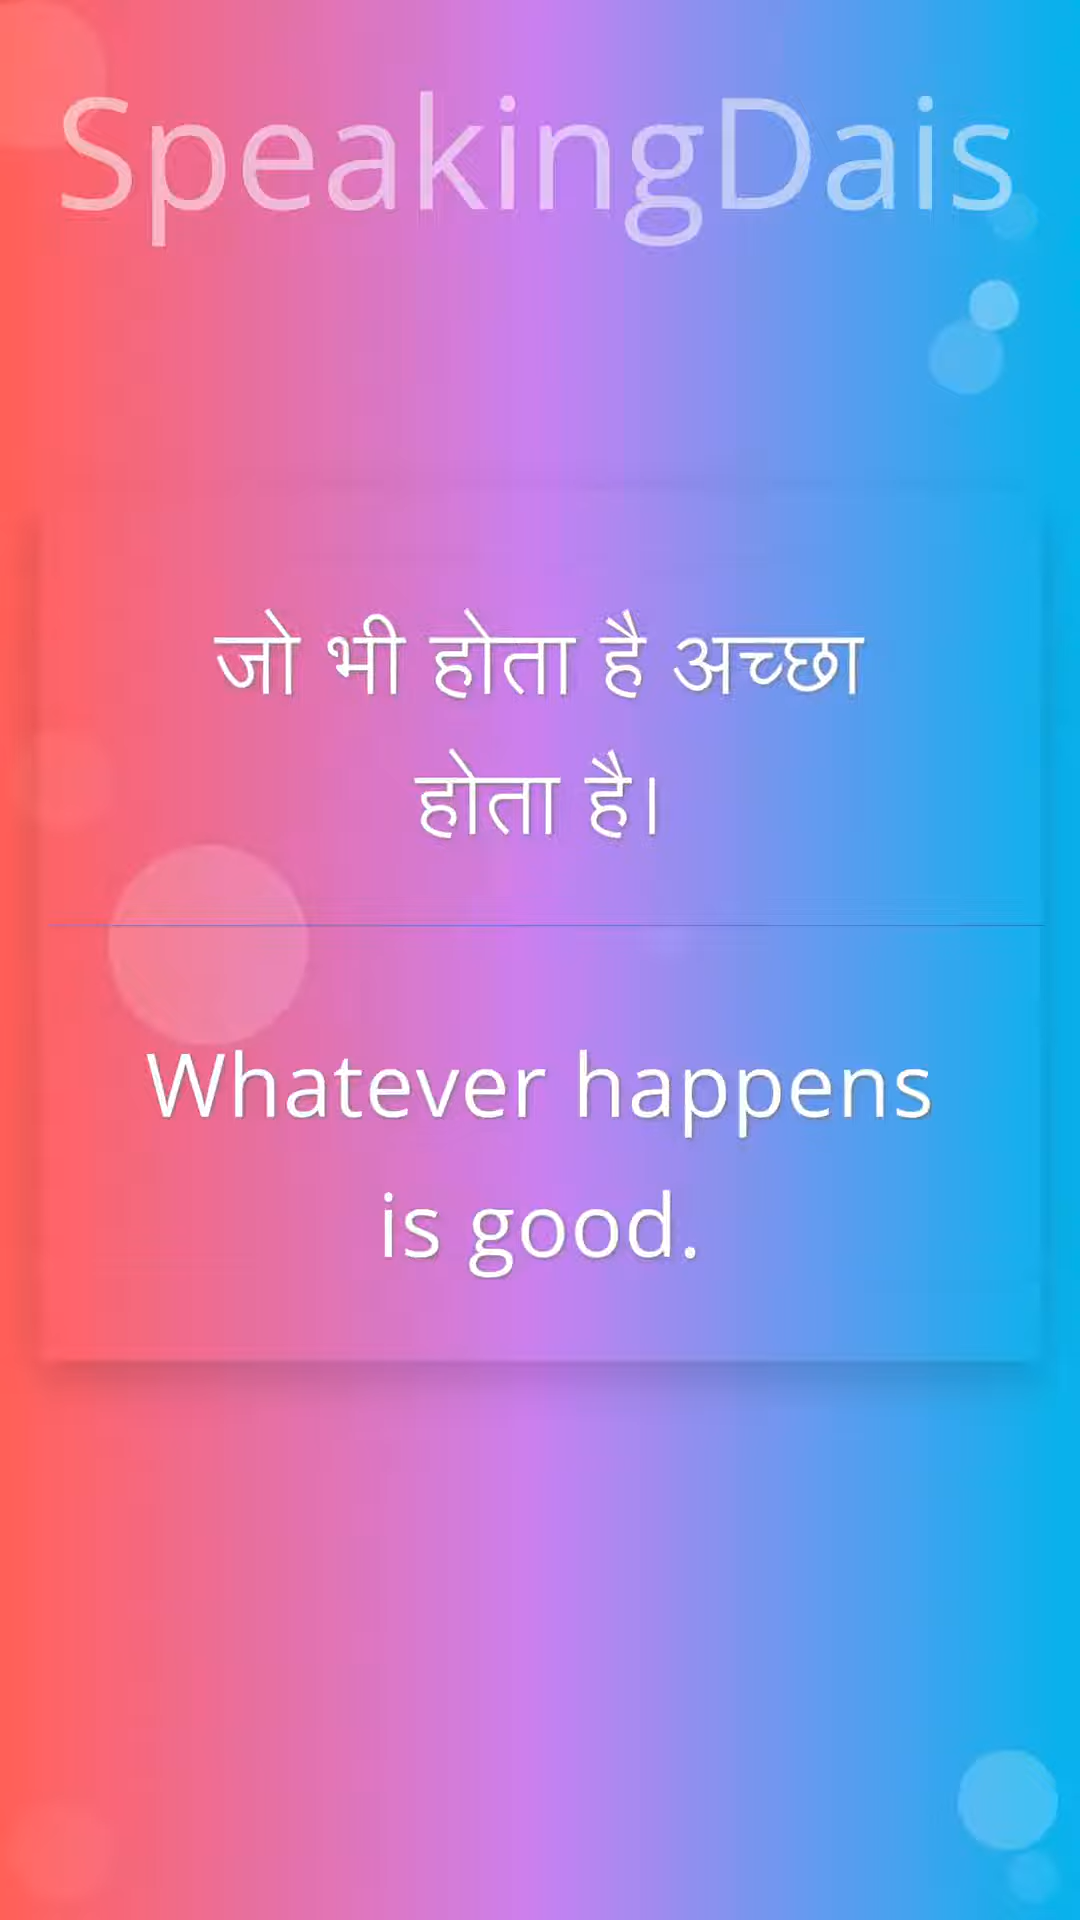 SpeakingDais
जो भी होता है अच्छा
होता है।
Whatever happens
is good.